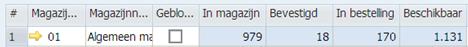 # Magazij... Magazijnn... Geblo... In magazijn Bevestigd In bestelling Beschikbaar
1 01 Algemeen ma 979 18 170 1.131